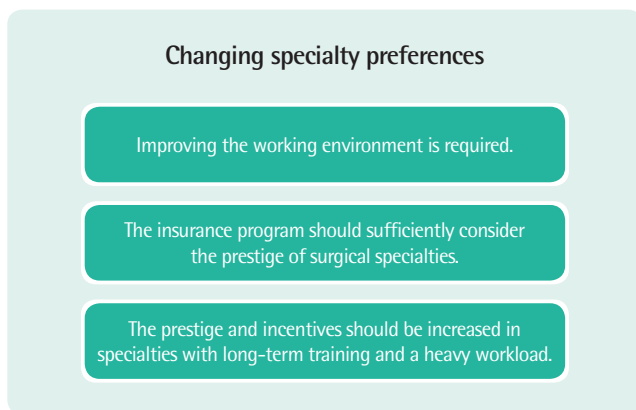 Changing specialty preferences
Improving the working environment is required.
The insurance program should sufficiently consider
the prestige of surgical specialties.
The prestige and incentives should be increased in
specialties with long-term training and a heavy workload.